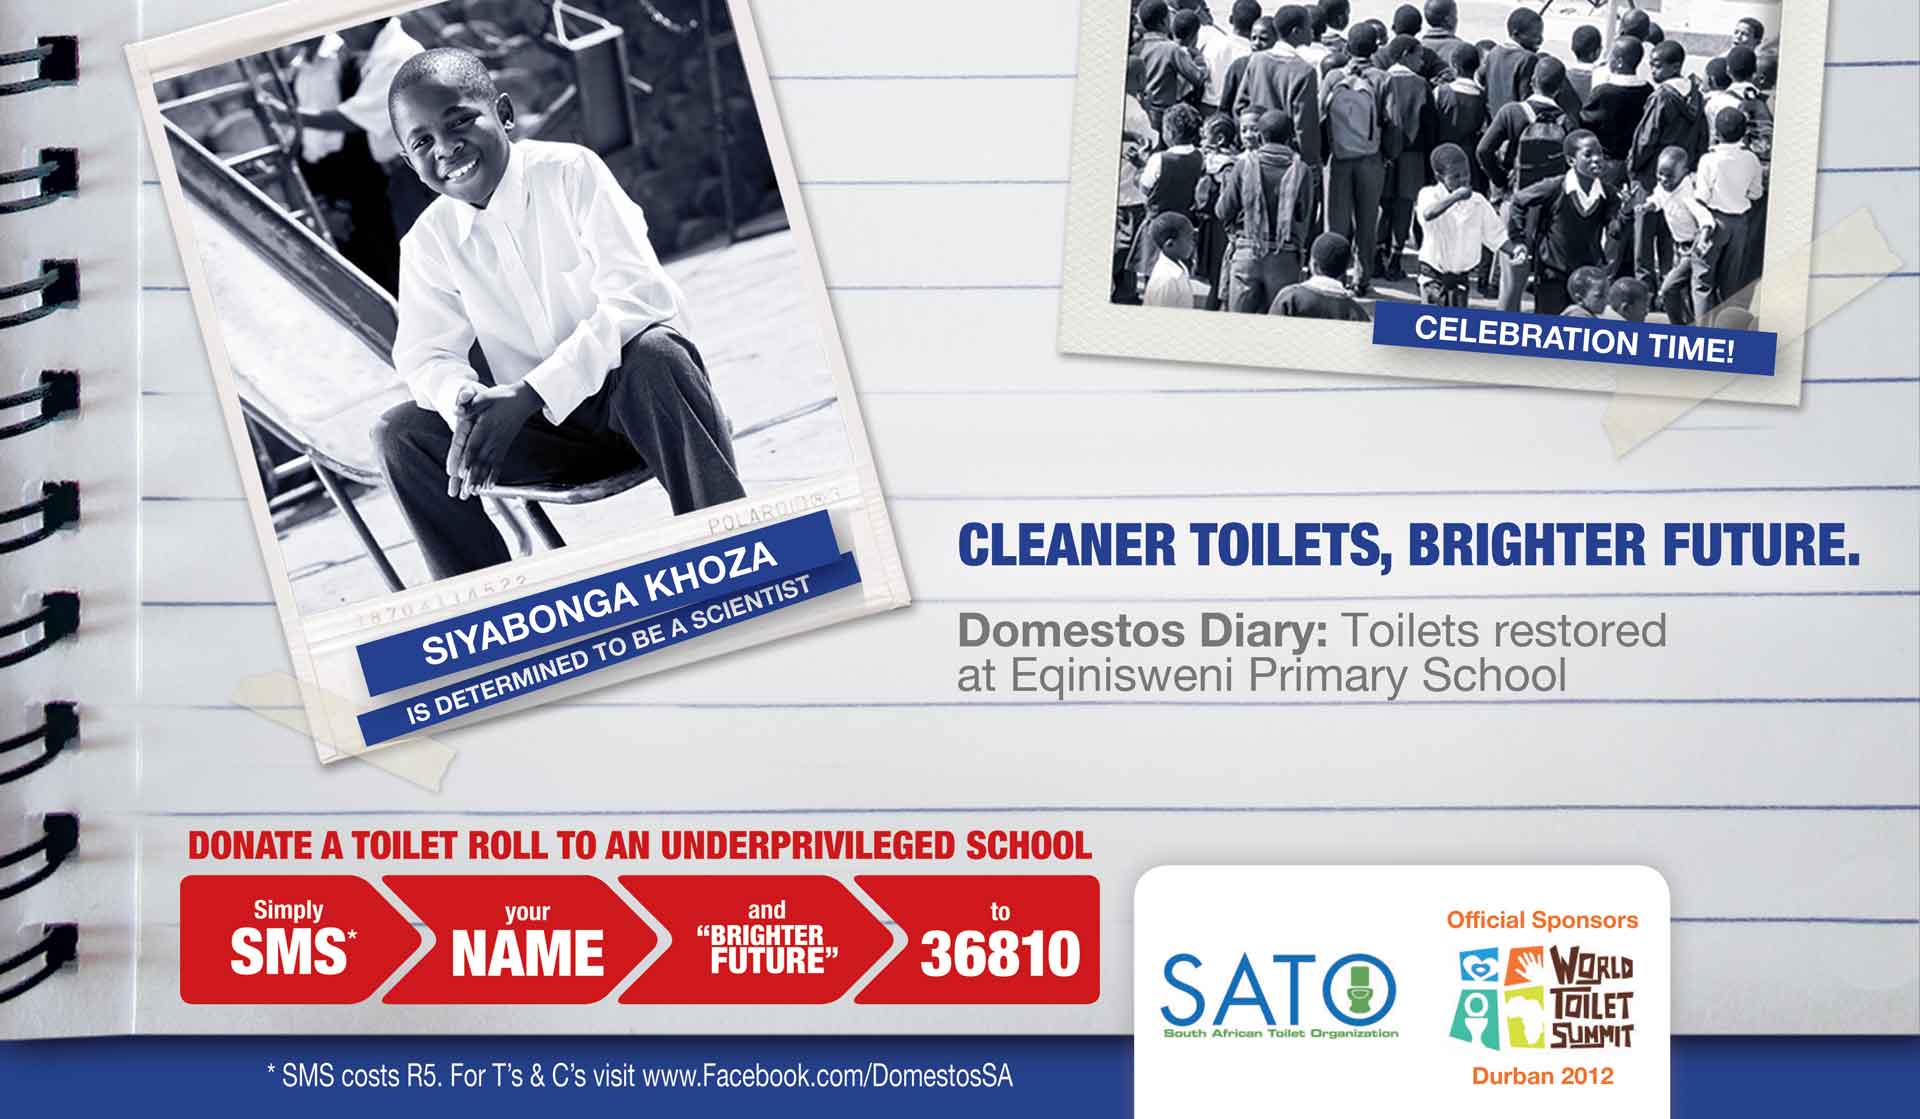 POLAROID®3
SIYABONGA KHOZA
IS DETERMINED TO BE A SCIENTIST
CELEBRATION TIME!
CLEANER TOILETS, BRIGHTER FUTURE.
Domestos Diary: Toilets restored
at Eqinisweni Primary School
DONATE A TOILET ROLL TO AN UNDERPRIVILEGED SCHOOL
Simply
SMS*
your
NAME
and
“BRIGHTER
FUTURE”
to
36810
SATO
South African Toilet Organization
Official Sponsors
WORLD
TOILET
SUMMIT
Durban 2012
* SMS costs R5. For T’s & C’s visit www.Facebook.com/DomestosSA